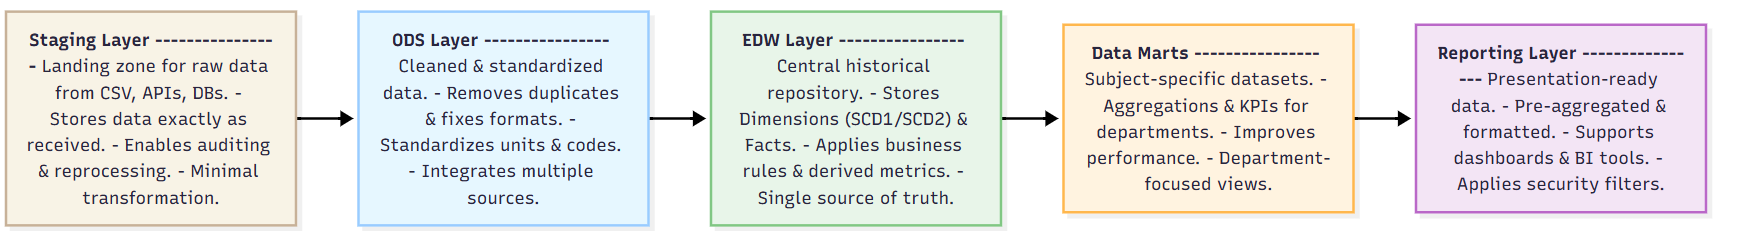 Staging Layer ---------------
- Landing zone for raw data
from CSV, APIs, DBs. -
Stores data exactly as
received. - Enables auditing
& reprocessing. - Minimal
transformation.
ODS Layer ----------------
Cleaned & standardized
data. - Removes duplicates
& fixes formats. -
Standardizes units & codes.
- Integrates multiple
sources.
EDW Layer ----------------
Central historical
repository. - Stores
Dimensions (SCD1/SCD2) &
Facts. - Applies business
rules & derived metrics. -
Single source of truth.
Data Marts ----------------
Subject-specific datasets. -
Aggregations & KPIs for
departments. - Improves
performance. - Department-
focused views.
Reporting Layer -------------
--- Presentation-ready
data. - Pre-aggregated &
formatted. - Supports
dashboards & BI tools. -
Applies security filters.